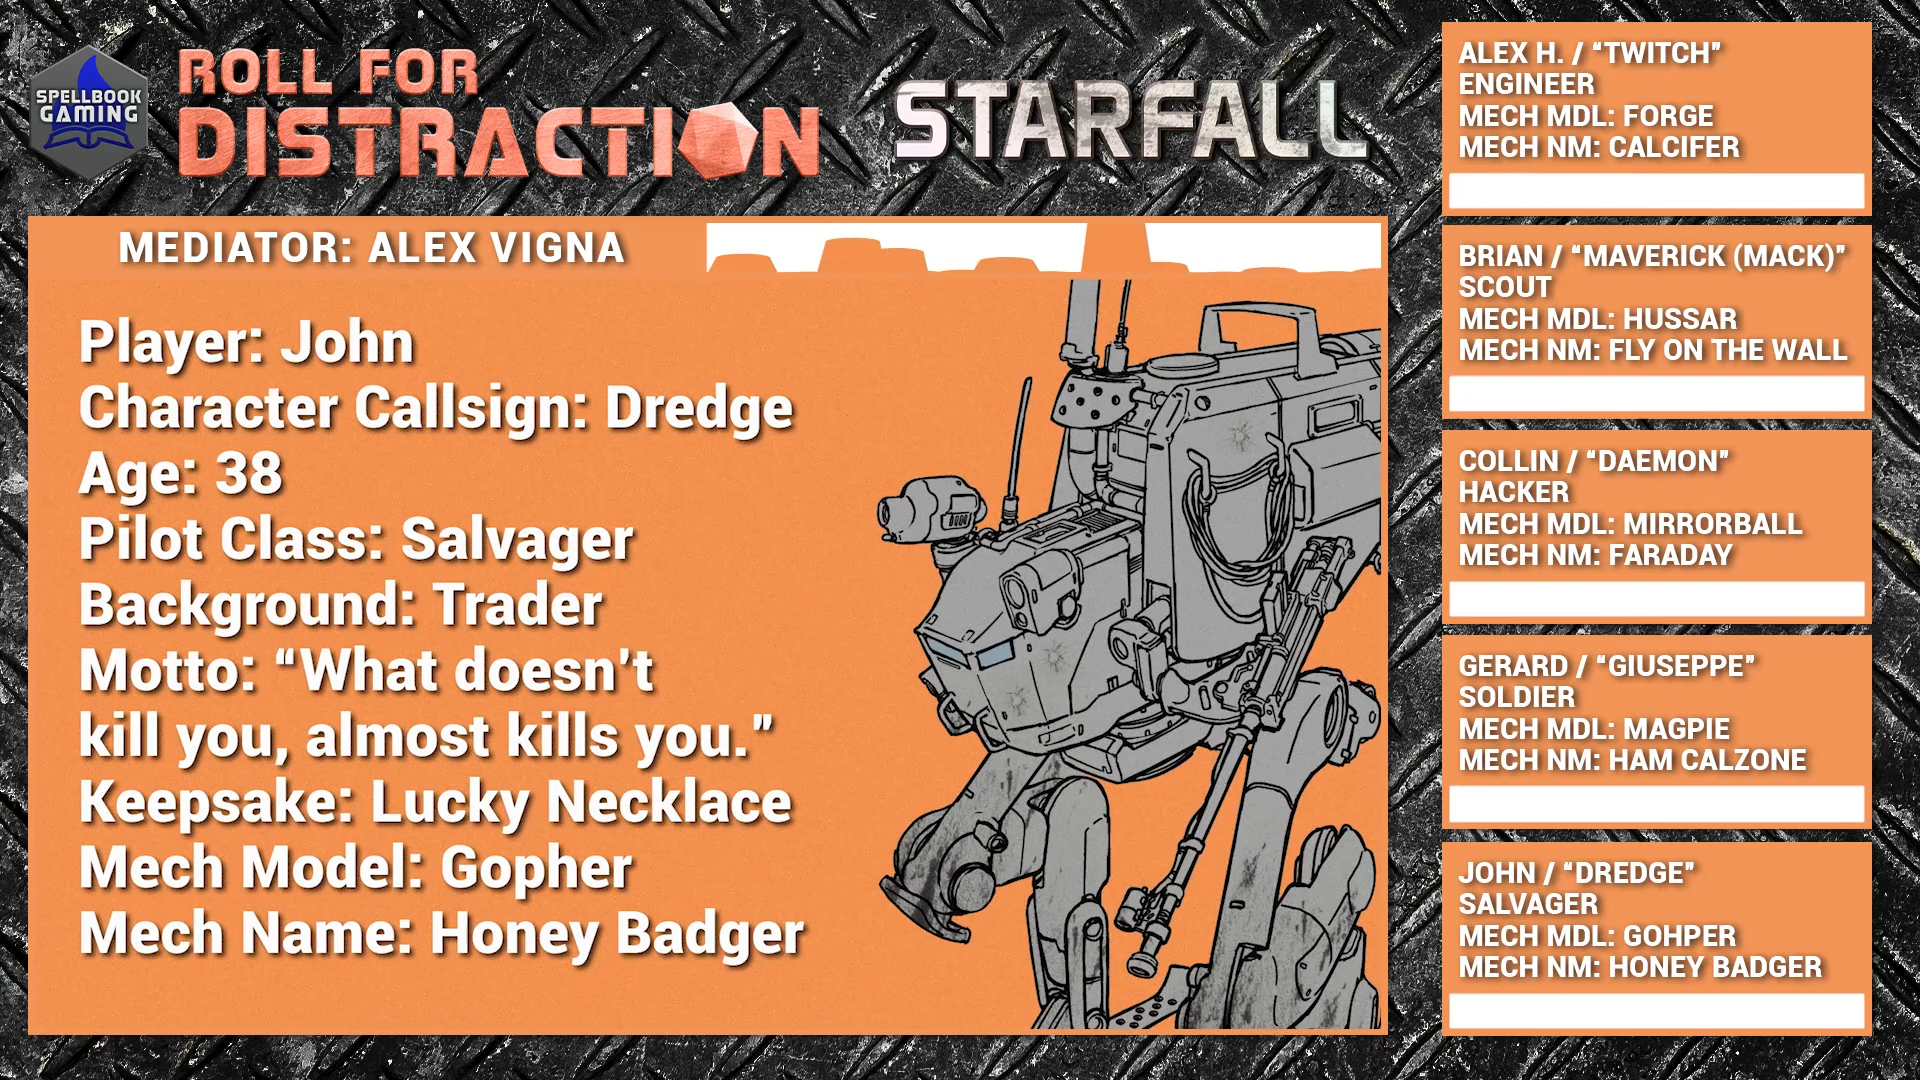 SPELLBOOK
GAMING
ROLL FOR
DISTRACTION
STARFALL
MEDIATOR: ALEX VIGNA
Player: John
Character Callsign: Dredge
Age: 38
Pilot Class: Salvager
Background: Trader
Motto: “What doesn’t
kill you, almost kills you.”
Keepsake: Lucky Necklace
Mech Model: Gopher
Mech Name: Honey Badger
ALEX H. / “TWITCH”
ENGINEER
MECH MDL: FORGE
MECH NM: CALCIFER
BRIAN / “MAVERICK (MACK)”
SCOUT
MECH MDL: HUSSAR
MECH NM: FLY ON THE WALL
COLLIN / “DAEMON”
HACKER
MECH MDL: MIRRORBALL
MECH NM: FARADAY
GERARD / “GIUSEPPE”
SOLDIER
MECH MDL: MAGPIE
MECH NM: HAM CALZONE
JOHN / “DREDGE”
SALVAGER
MECH MDL: GOHPER
MECH NM: HONEY BADGER